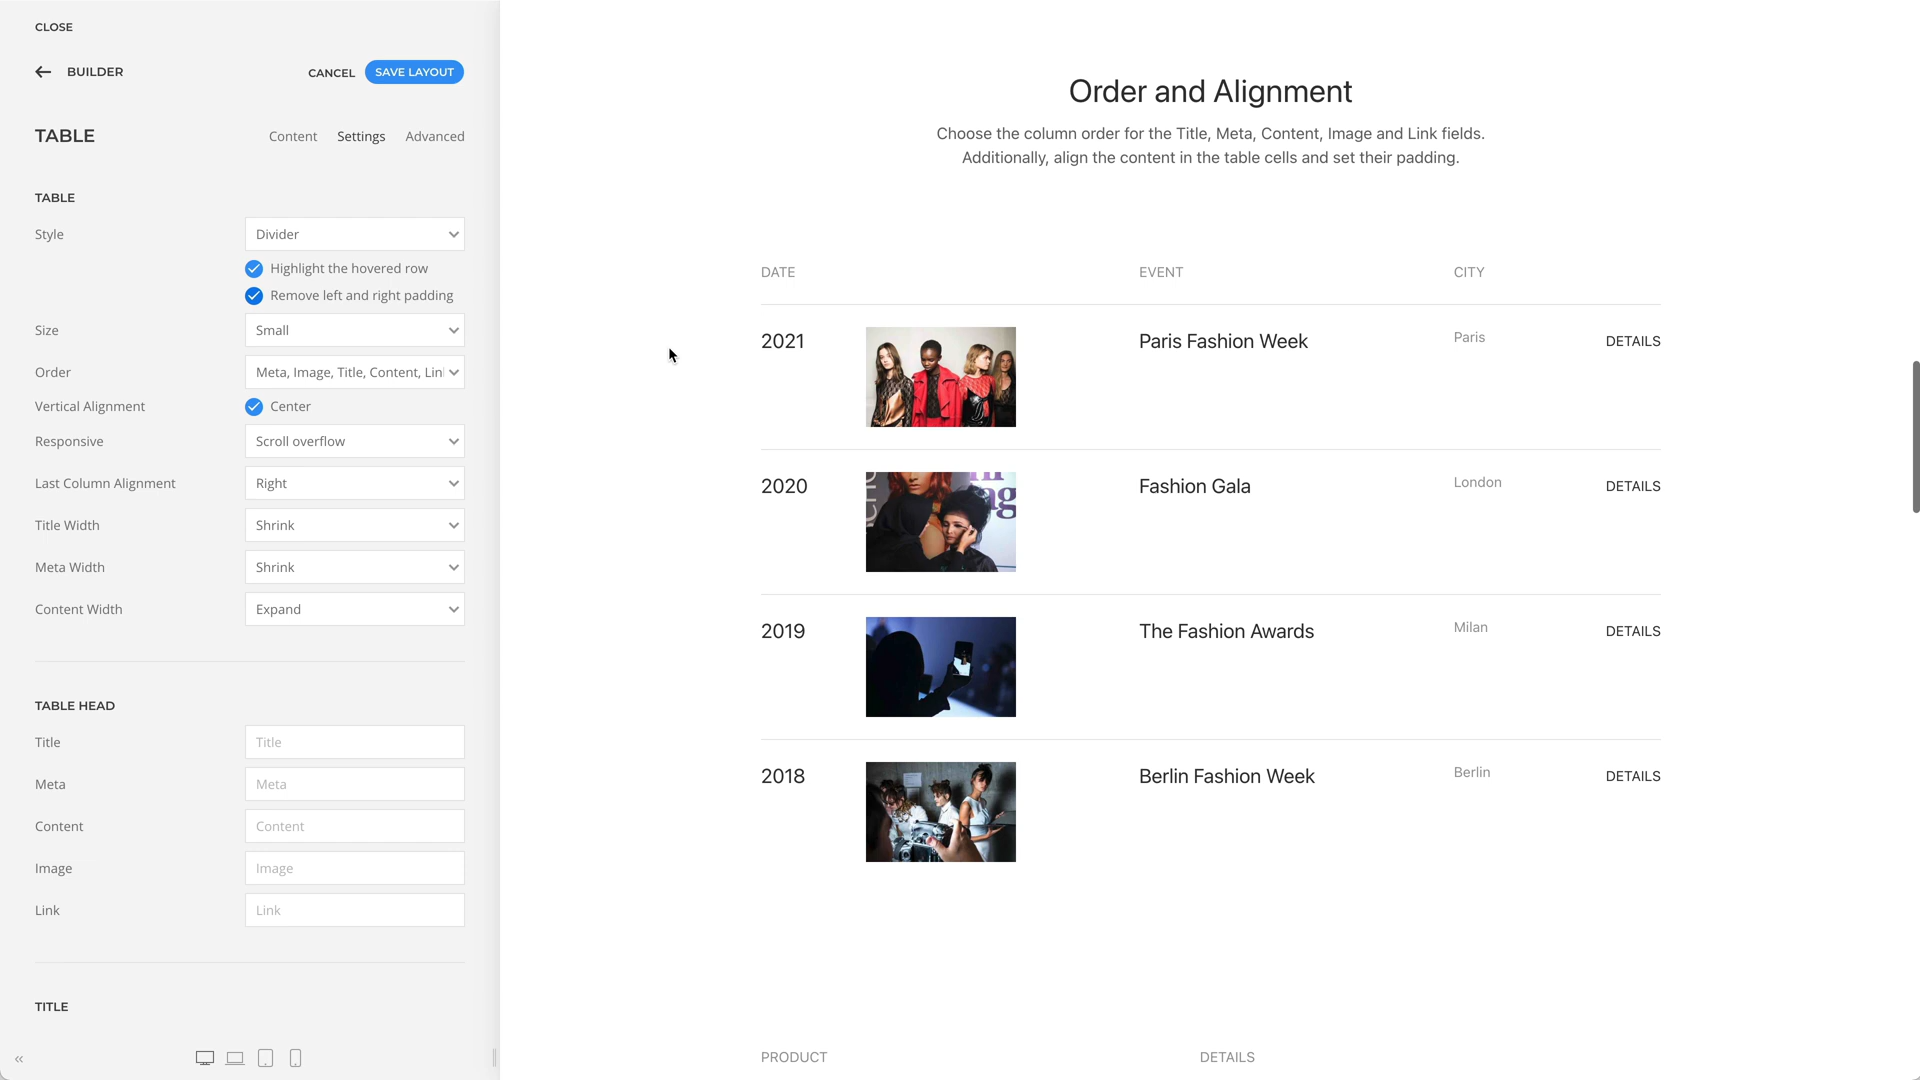 CLOSE
BUILDER
CANCEL
SAVE LAYOUT
TABLE
Content
Settings
Advanced
TABLE
Style
Divider
Highlight the hovered row
Remove left and right padding
Size
Small
Order
Meta, Image, Title, Content, Lin
Vertical Alignment
Center
Responsive
Scroll overflow
Last Column Alignment
Right
Title Width
Shrink
Meta Width
Shrink
Content Width
Expand
TABLE HEAD
Title
Title
Meta
Meta
Content
Content
Image
Image
Link
Link
TITLE
Order and Alignment
Choose the column order for the Title, Meta, Content, Image and Link fields.
Additionally, align the content in the table cells and set their padding.
DATE
EVENT
CITY
2021
Paris Fashion Week
Paris
DETAILS
2020
Fashion Gala
London
DETAILS
2019
The Fashion Awards
Milan
DETAILS
2018
Berlin Fashion Week
Berlin
DETAILS
PRODUCT
DETAILS